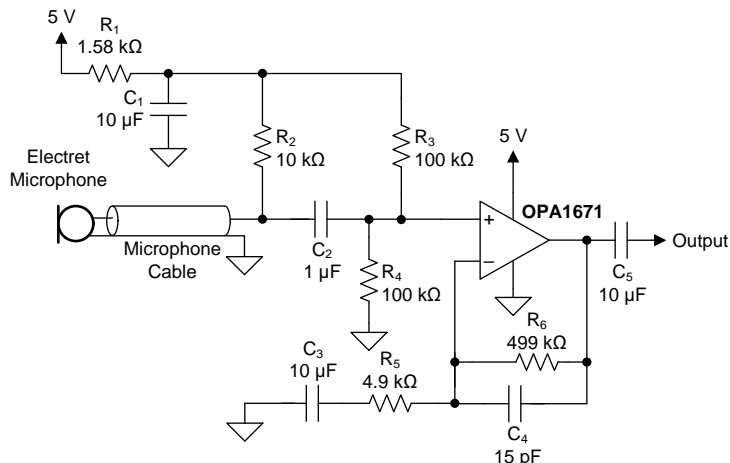 5 V
R1
1.58 kΩ
C1
10 µF
R2
10 kΩ
R3
100 kΩ
5 V
Electret
Microphone
OPA1671
+
−
Microphone
Cable
C2
1 µF
R4
100 kΩ
Output
C5
10 µF
R6
499 kΩ
C3
10 µF
R5
4.9 kΩ
C4
15 pF